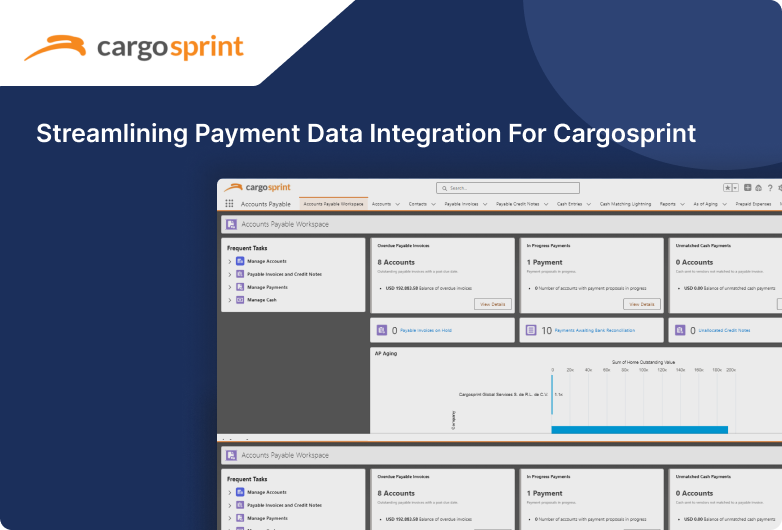 cargosprint
Streamlining Payment Data Integration For Cargosprint
cargosprint
Search...
Accounts Payable
Accounts Payable Workspace
Accounts
Contacts
Payable Invoices
Payable Credit Notes
Cash Entries
Cash Matching Lightning
Reports
As of Aging
Prepaid Expenses
Accounts Payable Workspace
Frequent Tasks
Manage Accounts
Payable Invoices and Credit Notes
Manage Payments
Manage Cash
Overdue Payable Invoices
8 Accounts
Outstanding payable invoices with a past due date.
• USD 192,893.58 Balance of overdue invoices
View Details
In Progress Payments
1 Payment
Payment proposals in progress.
• 0 Number of accounts with payment proposals in progress
View Details
Unmatched Cash Payments
0 Accounts
Cash sent to vendors not matched to a payable invoice.
• USD 0.00 Balance of unmatched cash payments
0 Payable Invoices on Hold
10 Payments Awaiting Bank Reconciliation
0 Unallocated Credit Notes
AP Aging
Sum of Home Outstanding Value
0 20k 40k 60k 80k 100k 120k 140k 160k 180k 200k
Cargosprint Global Services S. de R.L. de C.V.
1.1k
Company
Accounts Payable Workspace
Frequent Tasks
Manage Accounts
Payable Invoices and Credit Notes
Manage Payments
Overdue Payable Invoices
8 Accounts
Outstanding payable invoices with a past due date.
• USD 192,893.58 Balance of overdue invoices
In Progress Payments
1 Payment
Payment proposals in progress.
• 0 Number of accounts with payment proposals in progress
Unmatched Cash Payments
0 Accounts
Cash sent to vendors not matched to a payable invoice.
• USD 0.00 Balance of unmatched cash payments